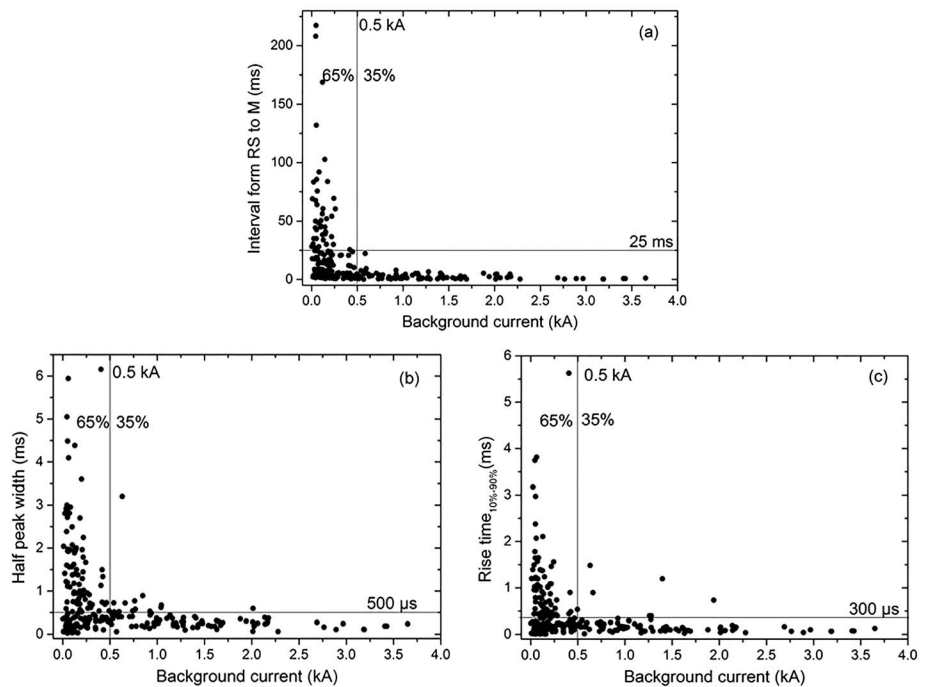 0.5 kA
(a)
65% 35%
25 ms
Interval form RS to M (ms)
200
150
100
50
0
0.0 0.5 1.0 1.5 2.0 2.5 3.0 3.5 4.0
Background current (kA)
0.5 kA
(b)
65% 35%
500 µs
Half peak width (ms)
6
5
4
3
2
1
0
0.0 0.5 1.0 1.5 2.0 2.5 3.0 3.5 4.0
Background current (kA)
0.5 kA
(c)
65% 35%
300 µs
Rise time10%-90%(ms)
6
5
4
3
2
1
0
0.0 0.5 1.0 1.5 2.0 2.5 3.0 3.5 4.0
Background current (kA)